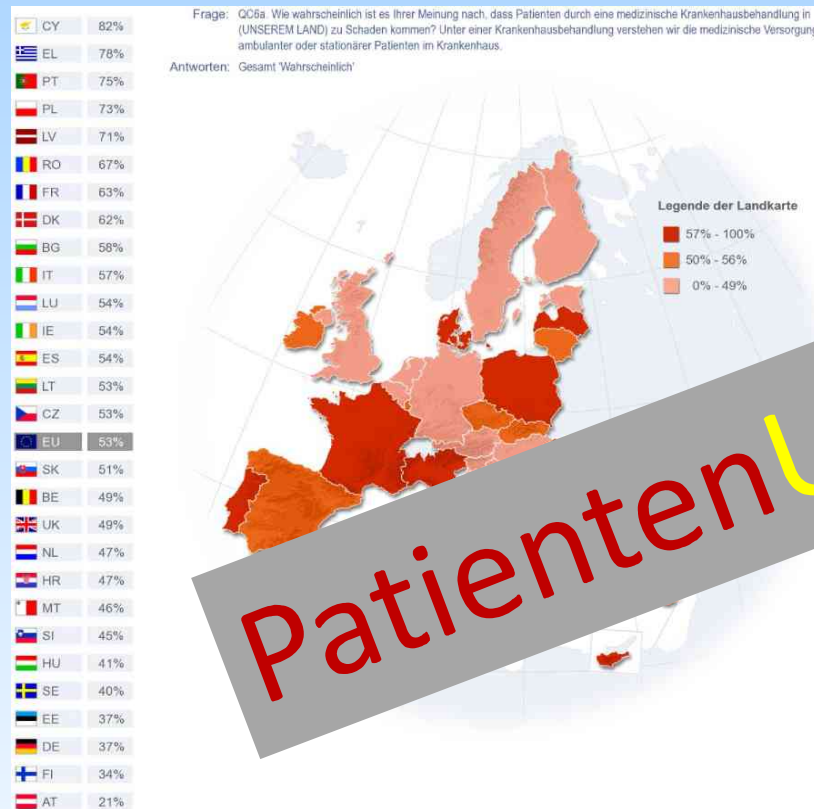 Frage: QC6a. Wie wahrscheinlich ist es Ihrer Meinung nach, dass Patienten durch eine medizinische Krankenhausbehandlung in
(UNSEREM LAND) zu Schaden kommen? Unter einer Krankenhausbehandlung verstehen wir die medizinische Versorgung
ambulanter oder stationärer Patienten im Krankenhaus.
Antworten: Gesamt 'Wahrscheinlich'
CY 82%
EL 78%
PT 75%
PL 73%
LV 71%
RO 67%
FR 63%
DK 62%
BG 58%
IT 57%
LU 54%
IE 54%
ES 54%
LT 53%
CZ 53%
EU 53%
SK 51%
BE 49%
UK 49%
NL 47%
HR 47%
MT 46%
SI 45%
HU 41%
SE 40%
EE 37%
DE 37%
FI 34%
AT 21%
Legende der Landkarte
57% - 100%
50% - 56%
0% - 49%
PatientenU